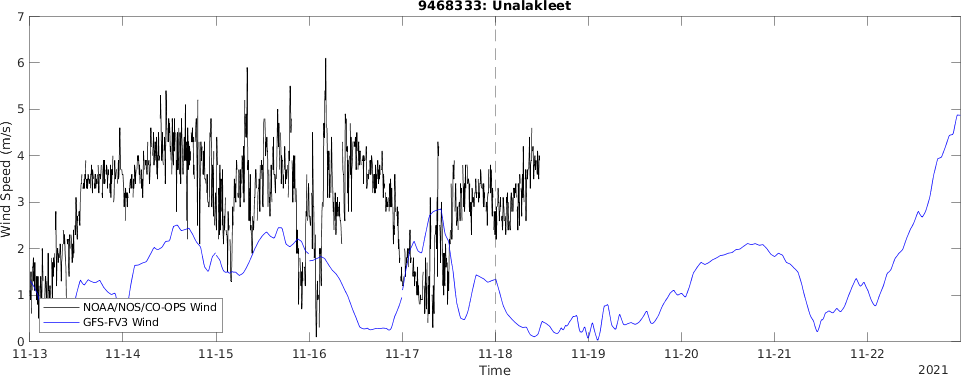 9468333: Unalakleet
Wind Speed (m/s)
7
6
5
4
3
2
1
0
NOAA/NOS/CO-OPS Wind
GFS-FV3 Wind
11-13 11-14 11-15 11-16 11-17 11-18 11-19 11-20 11-21 11-22
Time
2021